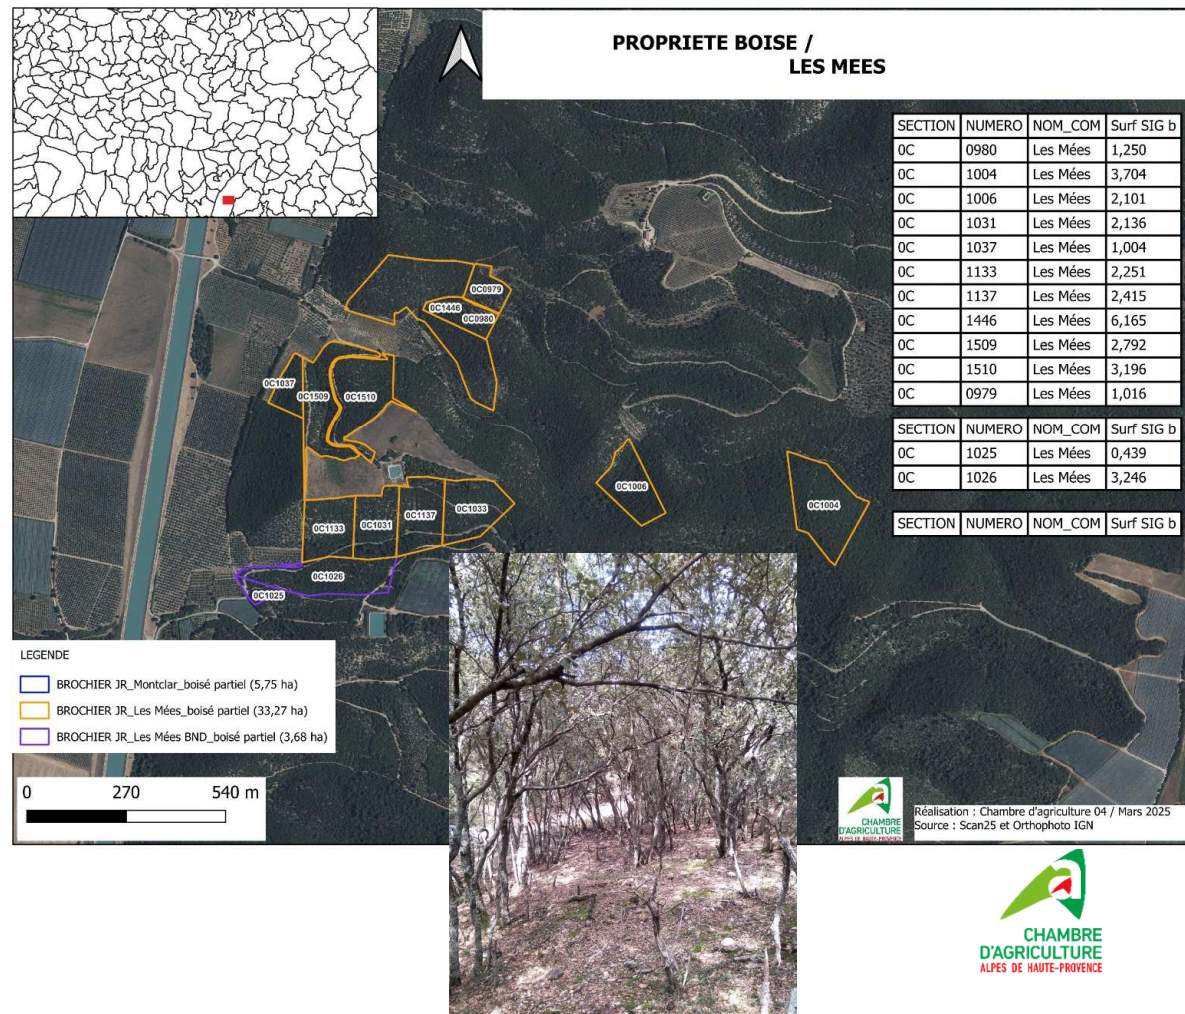 PROPRIETE BOISE /
LES MEES
SECTION NUMERO NOM_COM Surf SIG b
0C 0980 Les Mées 1,250
0C 1004 Les Mées 3,704
0C 1006 Les Mées 2,101
0C 1031 Les Mées 2,136
0C 1037 Les Mées 1,004
0C 1133 Les Mées 2,251
0C 1137 Les Mées 2,415
0C 1446 Les Mées 6,165
0C 1509 Les Mées 2,792
0C 1510 Les Mées 3,196
0C 0979 Les Mées 1,016
SECTION NUMERO NOM_COM Surf SIG b
0C 1025 Les Mées 0,439
0C 1026 Les Mées 3,246
SECTION NUMERO NOM_COM Surf SIG b
0C0979
0C1446
0C0980
0C1037
0C1509
0C1510
0C1006
0C1004
0C1133
0C1031
0C1137
0C1033
0C1026
0C1025
LEGENDE
BROCHIER JR_Montclar_boisé partiel (5,75 ha)
BROCHIER JR_Les Mées_boisé partiel (33,27 ha)
BROCHIER JR_Les Mées BND_boisé partiel (3,68 ha)
0 270 540 m
CHAMBRE
D'AGRICULTURE
ALPES DE HAUTE-PROVENCE
Réalisation : Chambre d'agriculture 04 / Mars 2025
Source : Scan25 et Orthophoto IGN
CHAMBRE
D'AGRICULTURE
ALPES DE HAUTE-PROVENCE